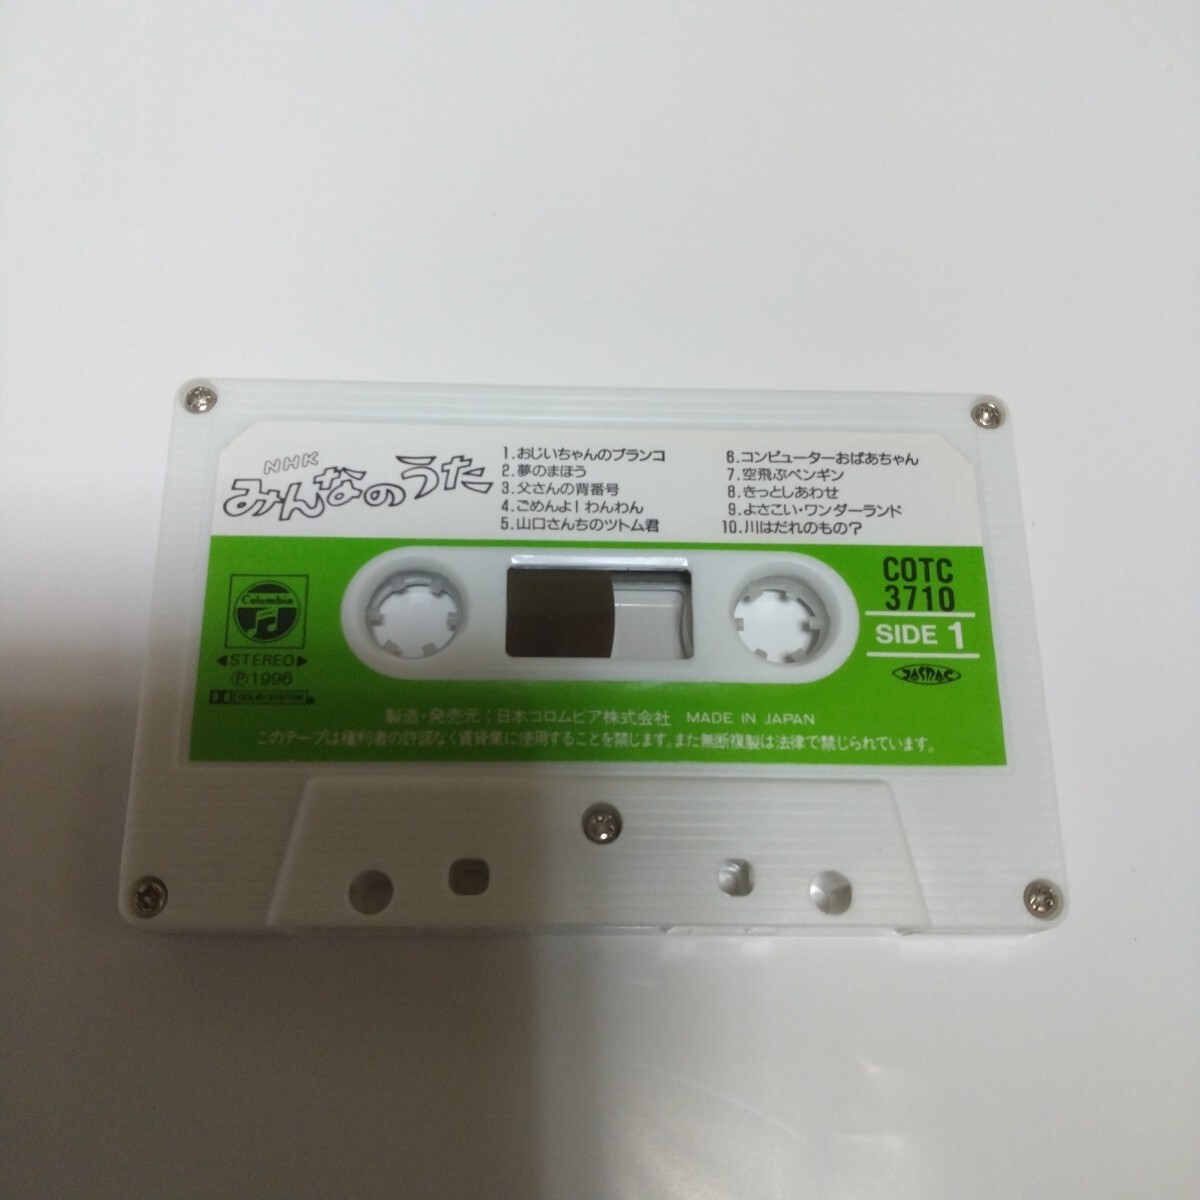 NHK
みんなのうた
1.おじいちゃんのブランコ
2.夢のまほう
3.父さんの背番号
4.ごめんよ!わんわん
5.山口さんちのツトム君
6.コンピューターおばあちゃん
7.空飛ぶペンギン
8.きっとしあわせ
9.よさこい・ワンダーランド
10.川はだれのもの?
Columbia
◀STEREO▶
Ⓟ1996
DOLBY SYSTEM
COTC
3710
SIDE 1
JASRAC
製造・発売元:日本コロムビア株式会社 MADE IN JAPAN
このテープは権利者の許諾なく賃貸業に使用することを禁じます。また無断複製は法律で禁じられています。